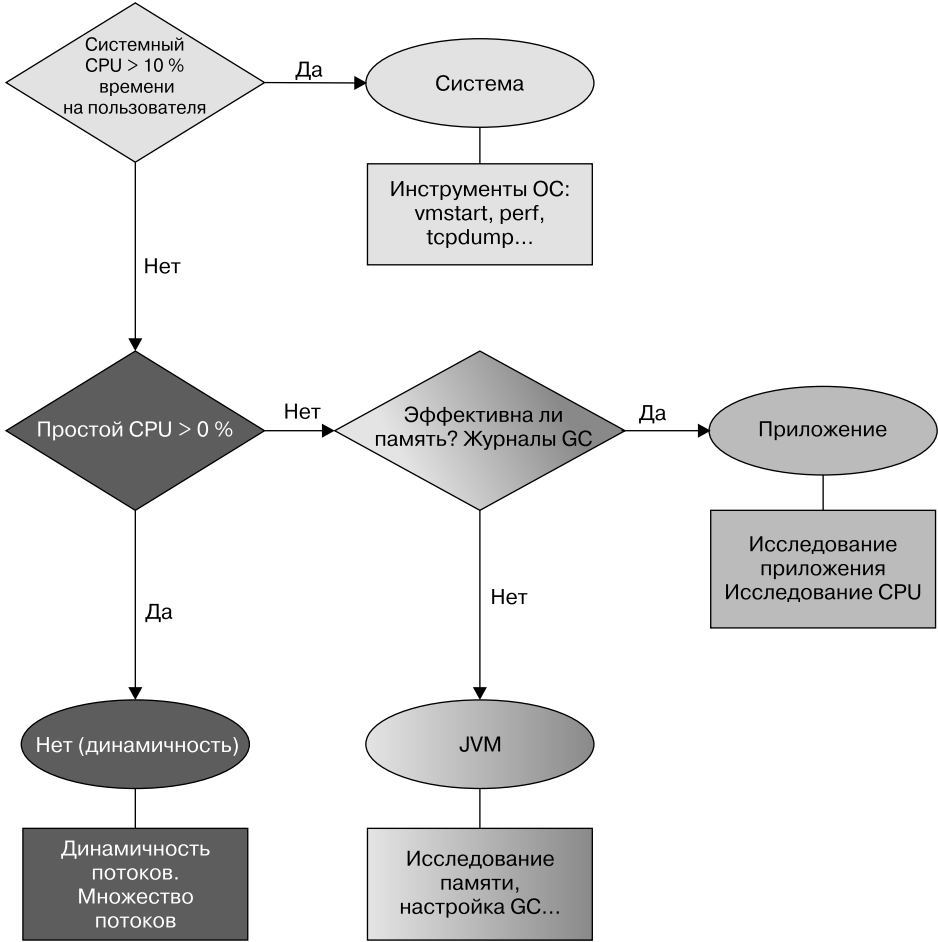 Системный
CPU > 10 %
времени
на пользователя
Да
Система
Инструменты ОС:
vmstart, perf,
tcpdump...
Нет
Простой CPU > 0 %
Нет
Эффективна ли
память? Журналы GC
Да
Приложение
Исследование
приложения
Исследование CPU
Да
Нет
Нет (динамичность)
JVM
Динамичность
потоков.
Множество
потоков
Исследование
памяти,
настройка GC...